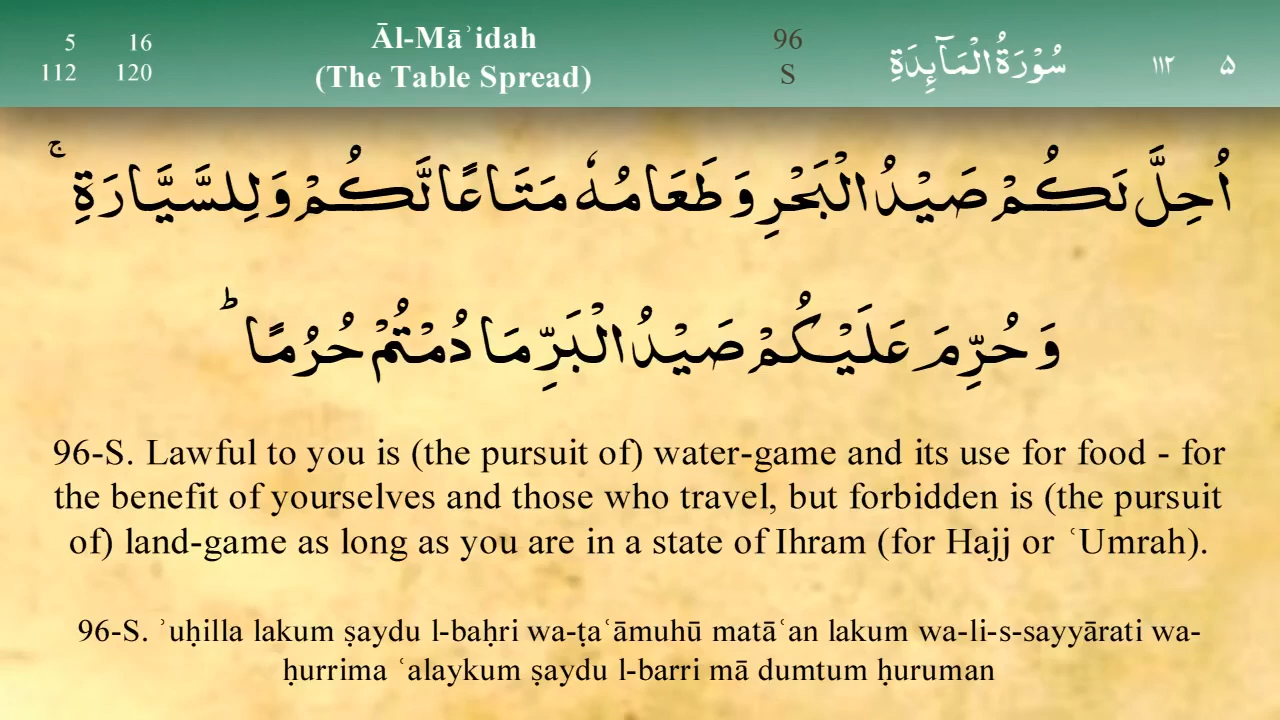 5 16
112 120
Āl-Māʾidah
(The Table Spread)
96
S
سُوْرَةُ الْمَآئِدَةِ
١١٢ ۵
اُحِلَّ لَكُمْ صَيْدُ الْبَحْرِ وَطَعَامُهٗ مَتَاعًا لَّكُمْ وَلِلسَّيَّارَةِ ۚ
وَحُرِّمَ عَلَيْكُمْ صَيْدُ الْبَرِّ مَا دُمْتُمْ حُرُمًا ؕ
96-S. Lawful to you is (the pursuit of) water-game and its use for food - for
the benefit of yourselves and those who travel, but forbidden is (the pursuit
of) land-game as long as you are in a state of Ihram (for Hajj or ʿUmrah).
96-S. ʾuḥilla lakum ṣaydu l-baḥri wa-ṭaʿāmuhū matāʿan lakum wa-li-s-sayyārati wa-
ḥurrima ʿalaykum ṣaydu l-barri mā dumtum ḥuruman